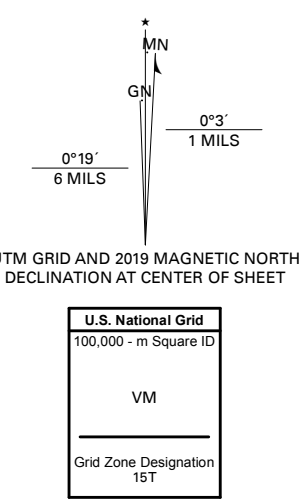 ★
MN
GN
0°3´
1 MILS
0°19´
6 MILS
UTM GRID AND 2019 MAGNETIC NORTH
DECLINATION AT CENTER OF SHEET
U.S. National Grid
100,000 - m Square ID
VM
Grid Zone Designation
15T